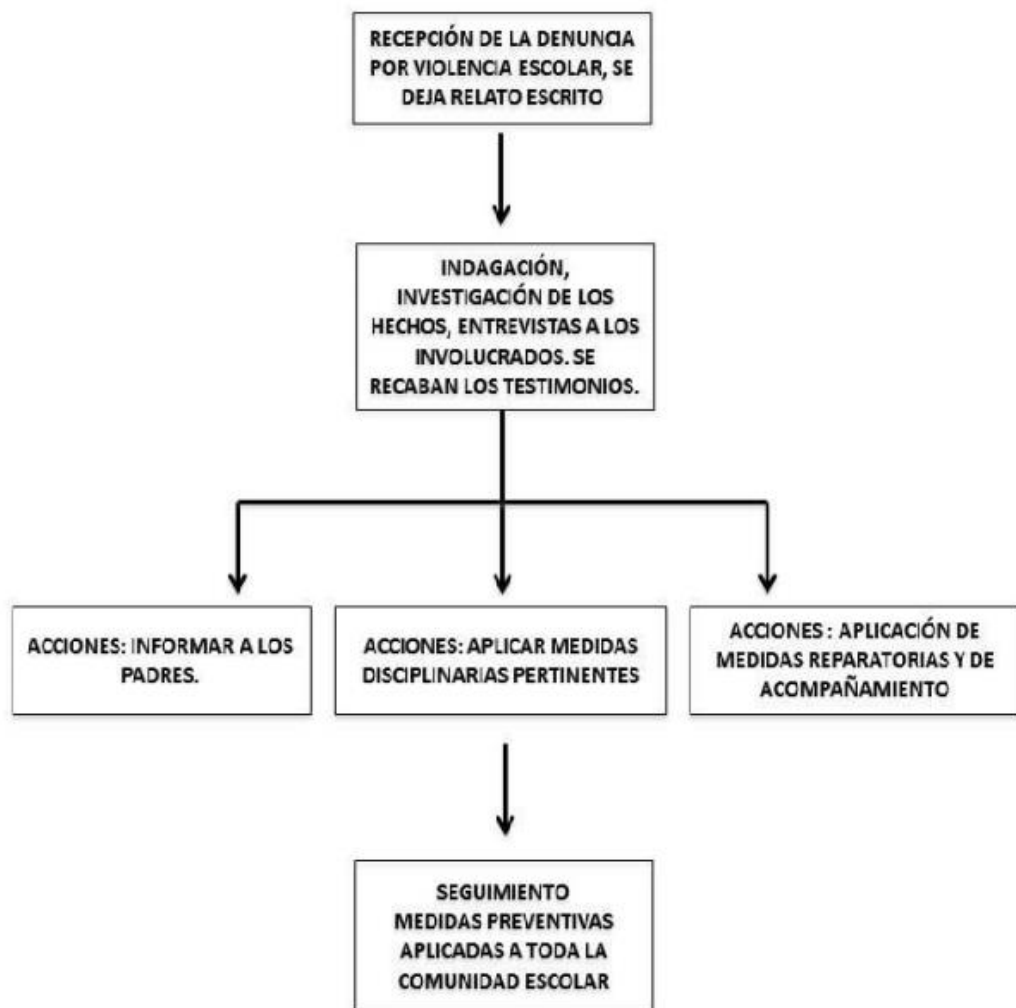 RECEPCIÓN DE LA DENUNCIA
POR VIOLENCIA ESCOLAR, SE
DEJA RELATO ESCRITO
INDAGACIÓN,
INVESTIGACIÓN DE LOS
HECHOS, ENTREVISTAS A LOS
INVOLUCRADOS. SE
RECABAN LOS TESTIMONIOS.
ACCIONES: INFORMAR A LOS
PADRES.
ACCIONES: APLICAR MEDIDAS
DISCIPLINARIAS PERTINENTES
ACCIONES : APLICACIÓN DE
MEDIDAS REPARATORIAS Y DE
ACOMPAÑAMIENTO
SEGUIMIENTO
MEDIDAS PREVENTIVAS
APLICADAS A TODA LA
COMUNIDAD ESCOLAR